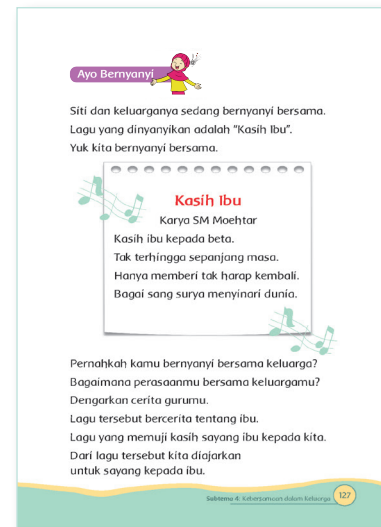 Ayo Bernyanyi
Siti dan keluarganya sedang bernyanyi bersama.
Lagu yang dinyanyikan adalah "Kasih Ibu".
Yuk kita bernyanyi bersama.
Kasih Ibu
Karya SM Moehtar
Kasih ibu kepada beta.
Tak terhingga sepanjang masa.
Hanya memberi tak harap kembali.
Bagai sang surya menyinari dunia.
Pernahkah kamu bernyanyi bersama keluarga?
Bagaimana perasaanmu bersama keluargamu?
Dengarkan cerita gurumu.
Lagu tersebut bercerita tentang ibu.
Lagu yang memuji kasih sayang ibu kepada kita.
Dari lagu tersebut kita diajarkan
untuk sayang kepada ibu.
Subtema 4: Kebersamaan dalam Keluarga 127